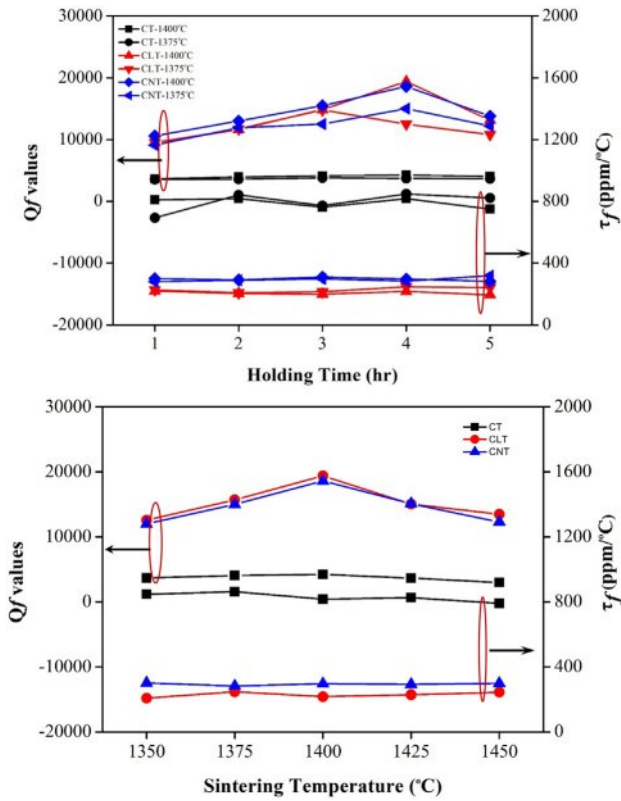 30000
20000
10000
0
-10000
-20000
Qf values
CT-1400°C
CT-1375°C
CLT-1400°C
CLT-1375°C
CNT-1400°C
CNT-1375°C
2000
1600
1200
800
400
0
τf (ppm/°C)
1 2 3 4 5
Holding Time (hr)
30000
20000
10000
0
-10000
-20000
Qf values
CT
CLT
CNT
2000
1600
1200
800
400
0
τf (ppm/°C)
1350 1375 1400 1425 1450
Sintering Temperature (°C)